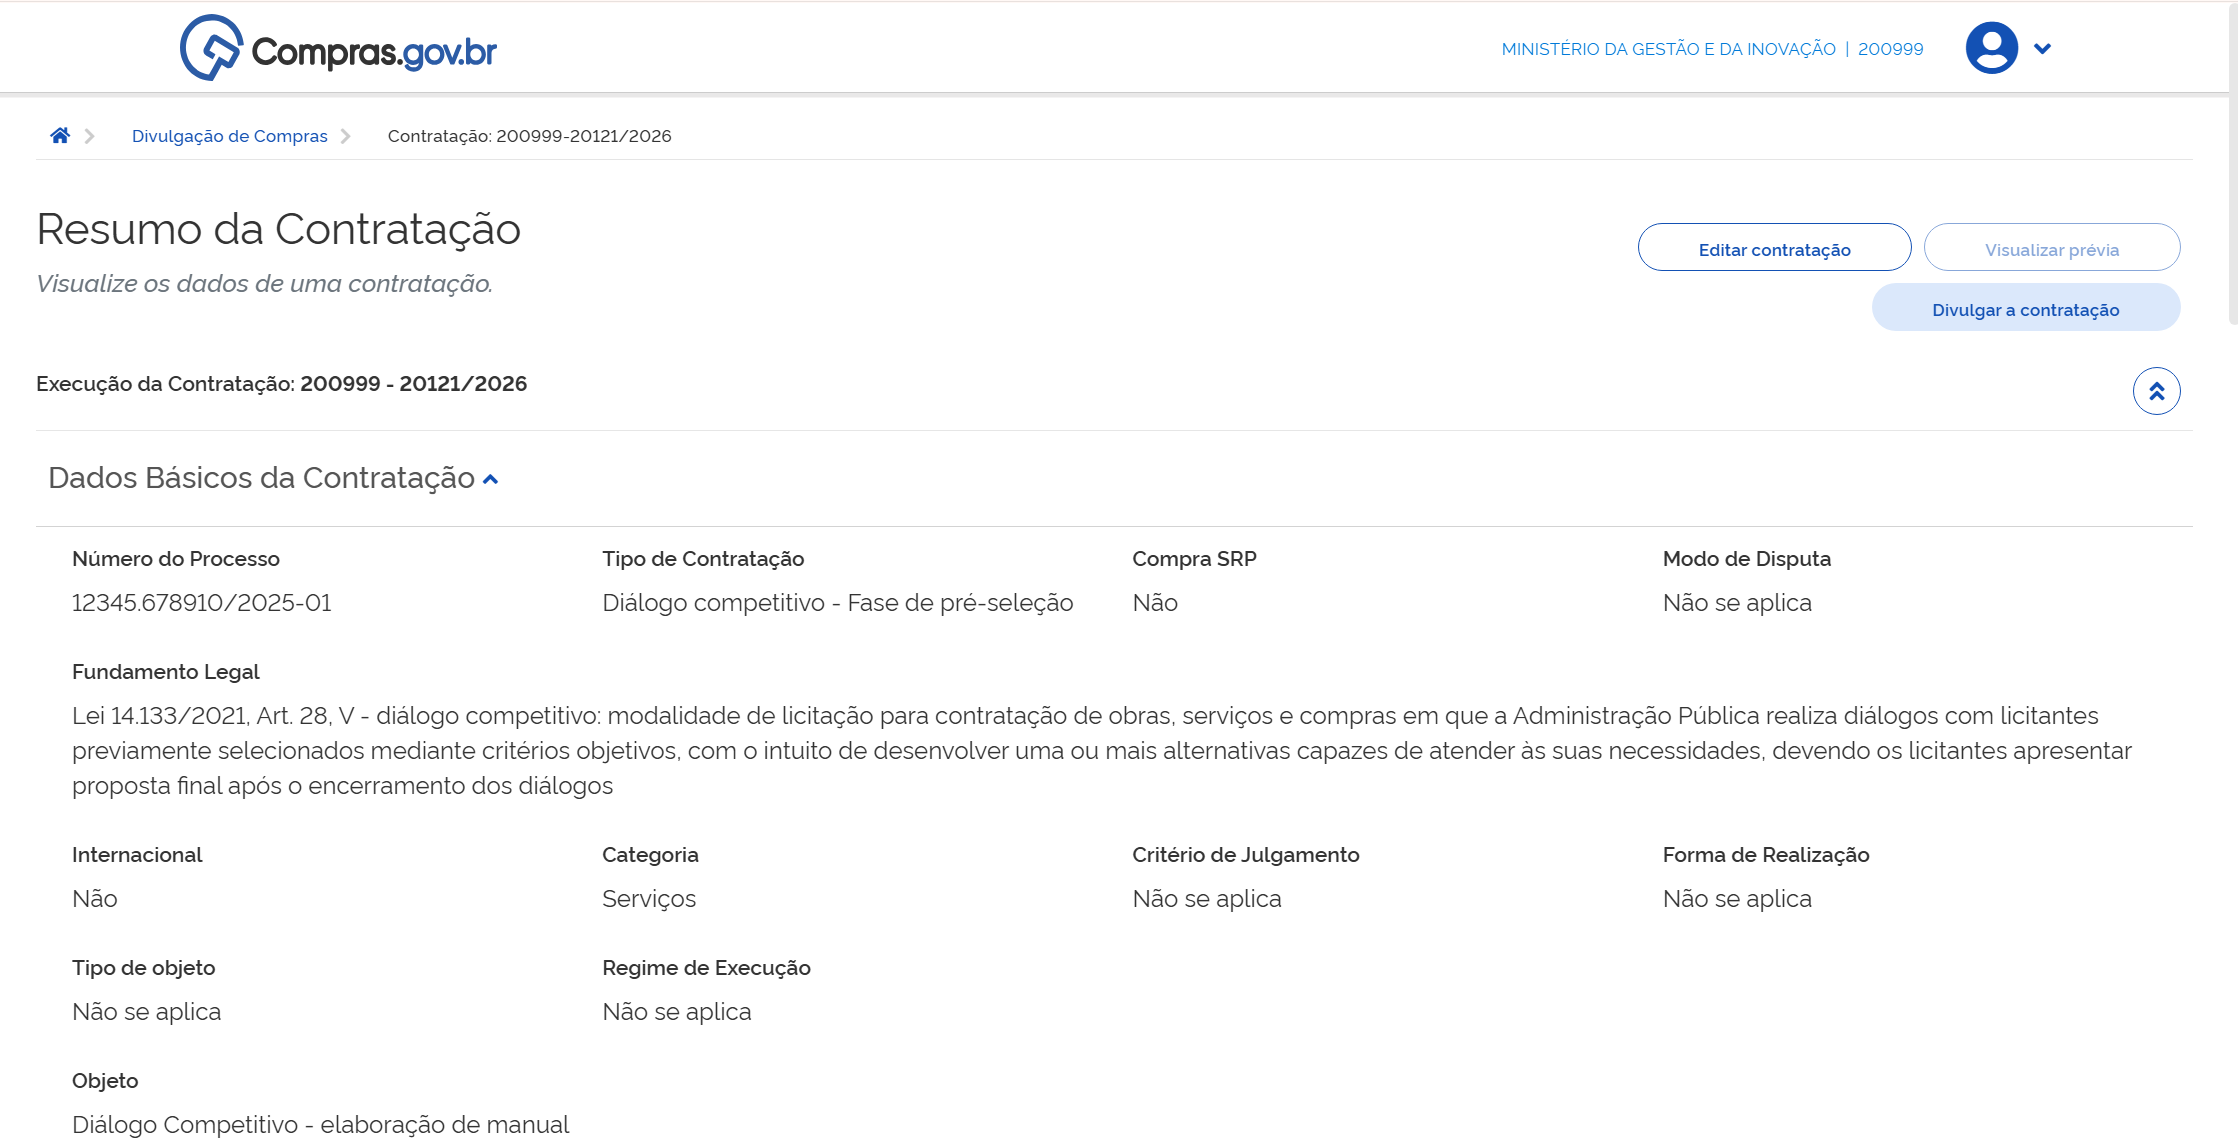 Compras.gov.br
MINISTÉRIO DA GESTÃO E DA INOVAÇÃO | 200999
Divulgação de Compras
Contratação: 200999-20121/2026
Resumo da Contratação
Visualize os dados de uma contratação.
Editar contratação
Visualizar prévia
Divulgar a contratação
Execução da Contratação: 200999 - 20121/2026
Dados Básicos da Contratação
Número do Processo
12345.678910/2025-01
Tipo de Contratação
Diálogo competitivo - Fase de pré-seleção
Compra SRP
Não
Modo de Disputa
Não se aplica
Fundamento Legal
Lei 14.133/2021, Art. 28, V - diálogo competitivo: modalidade de licitação para contratação de obras, serviços e compras em que a Administração Pública realiza diálogos com licitantes
previamente selecionados mediante critérios objetivos, com o intuito de desenvolver uma ou mais alternativas capazes de atender às suas necessidades, devendo os licitantes apresentar
proposta final após o encerramento dos diálogos
Internacional
Não
Categoria
Serviços
Critério de Julgamento
Não se aplica
Forma de Realização
Não se aplica
Tipo de objeto
Não se aplica
Regime de Execução
Não se aplica
Objeto
Diálogo Competitivo - elaboração de manual